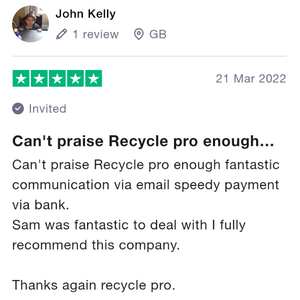 John Kelly
1 review GB
21 Mar 2022
Invited
Can't praise Recycle pro enough...
Can't praise Recycle pro enough fantastic
communication via email speedy payment
via bank.
Sam was fantastic to deal with I fully
recommend this company.
Thanks again recycle pro.